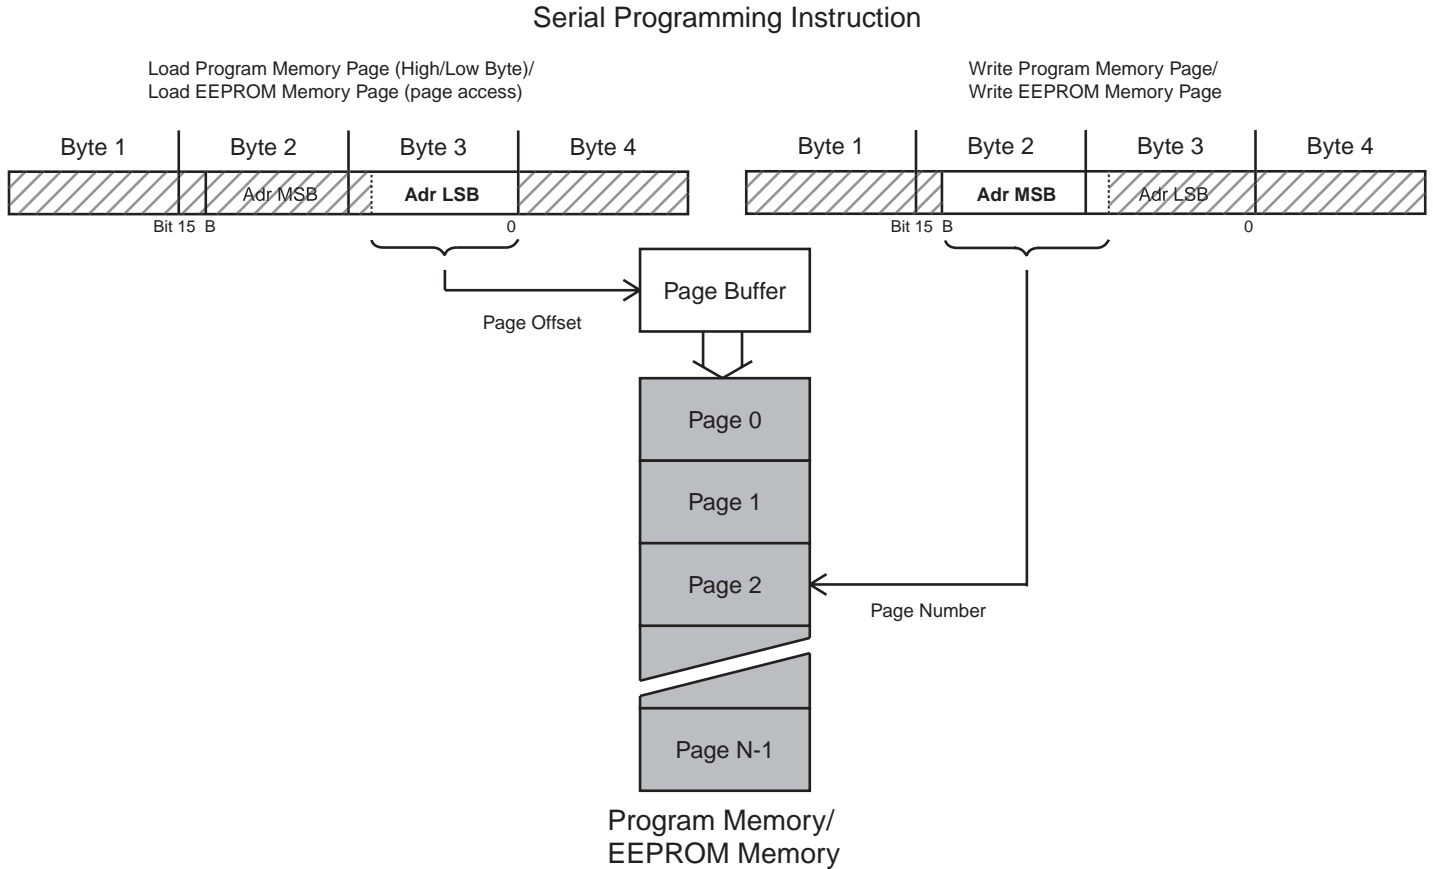 Serial Programming Instruction
Load Program Memory Page (High/Low Byte)/
Load EEPROM Memory Page (page access)
Write Program Memory Page/
Write EEPROM Memory Page
Byte 1 Byte 2 Byte 3 Byte 4
Byte 1 Byte 2 Byte 3 Byte 4
Adr MSB Adr LSB
Adr MSB Adr LSB
Bit 15 B 0
Bit 15 B 0
Page Buffer
Page Offset
Page 0
Page 1
Page 2
Page Number
Page N-1
Program Memory/
EEPROM Memory